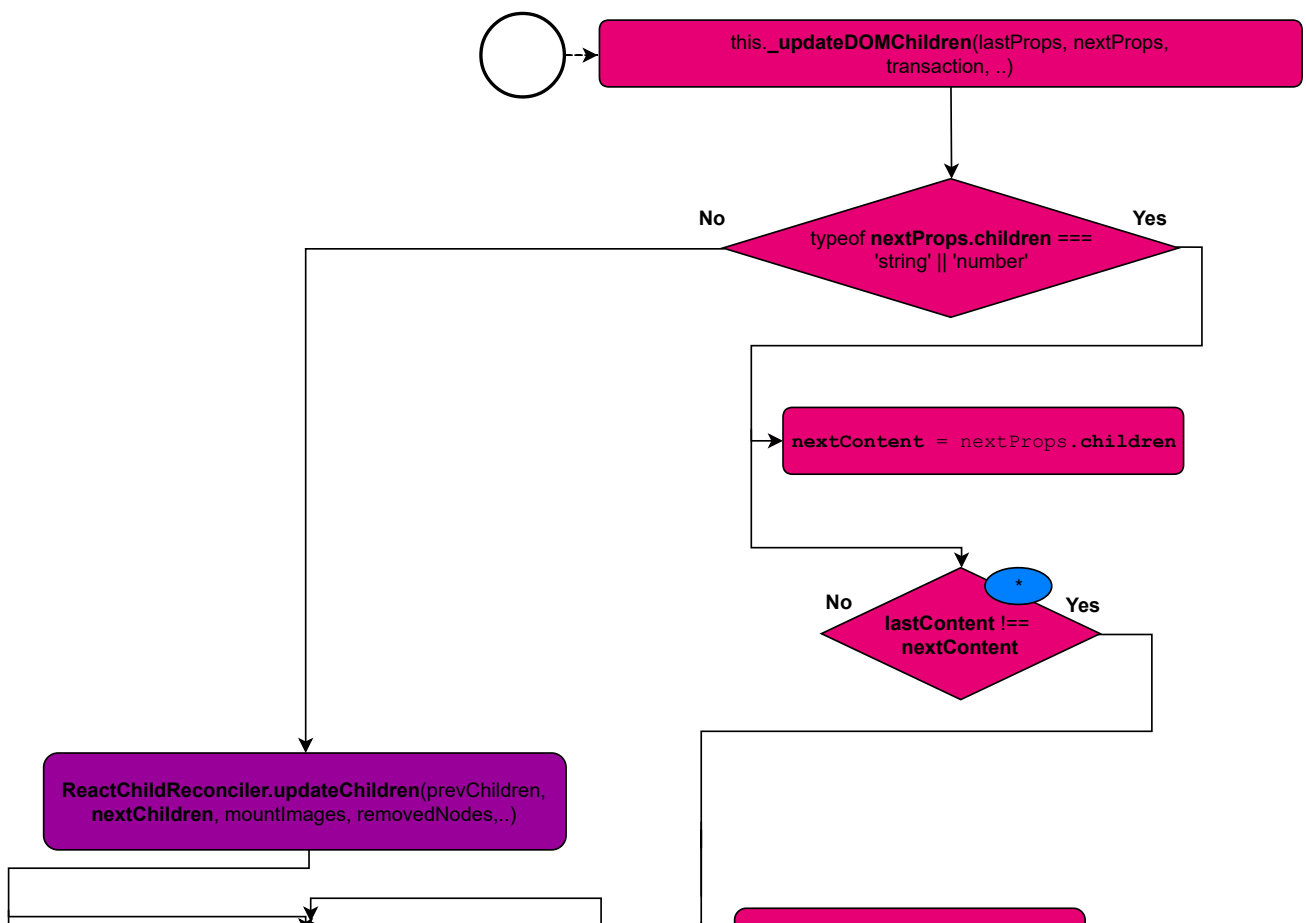 this._updateDOMChildren(lastProps, nextProps,
transaction, ..)
No
Yes
typeof nextProps.children ===
'string' || 'number'
nextContent = nextProps.children
*
No
Yes
lastContent !==
nextContent
ReactChildReconciler.updateChildren(prevChildren,
nextChildren, mountImages, removedNodes,..)